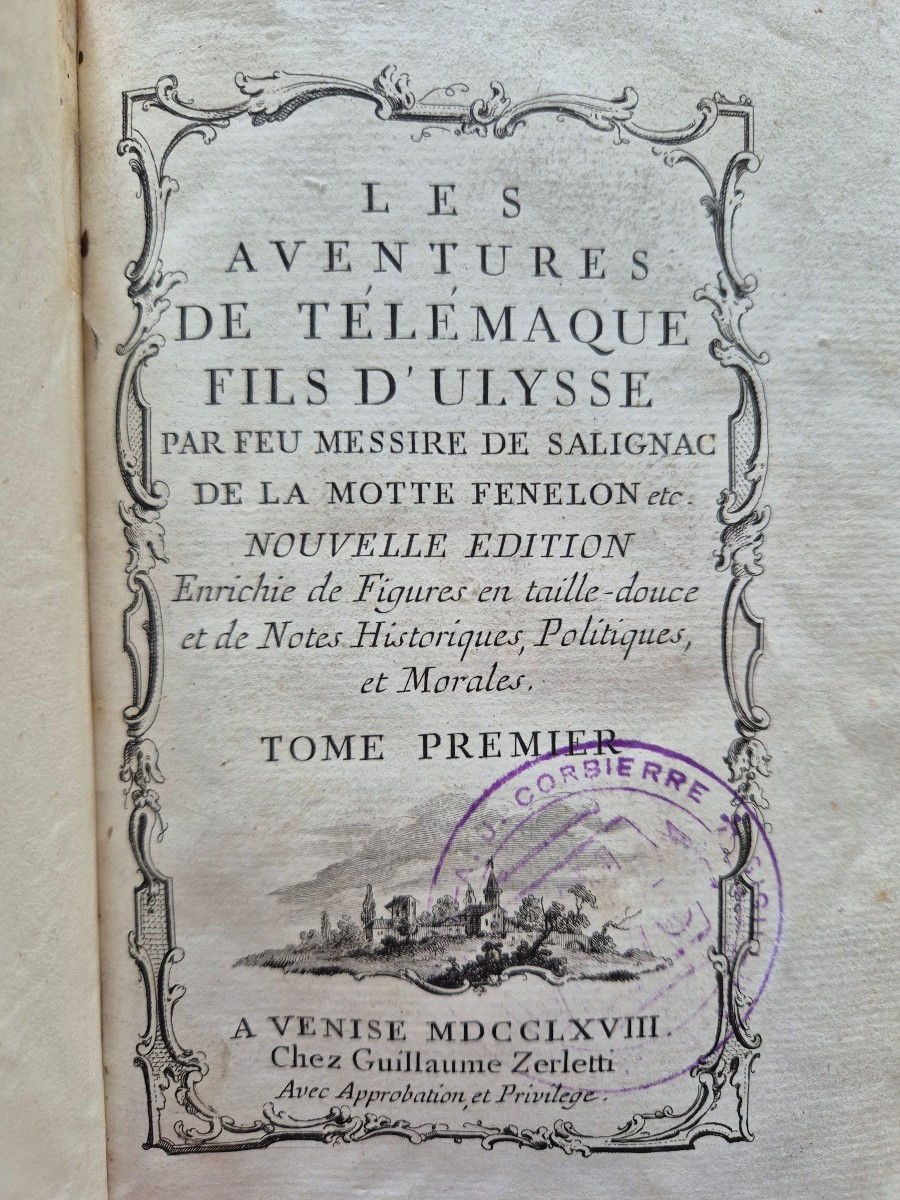 LES
AVENTURES
DE TÉLÉMAQUE
FILS D'ULYSSE
PAR FEU MESSIRE DE SALIGNAC
DE LA MOTTE FENELON etc.
NOUVELLE EDITION
Enrichie de Figures en taille-douce
et de Notes Historiques, Politiques,
et Morales.
TOME PREMIER
J. CORBIERRE
A VENISE MDCCLXVIII.
Chez Guillaume Zerletti
Avec Approbation, et Privilege.